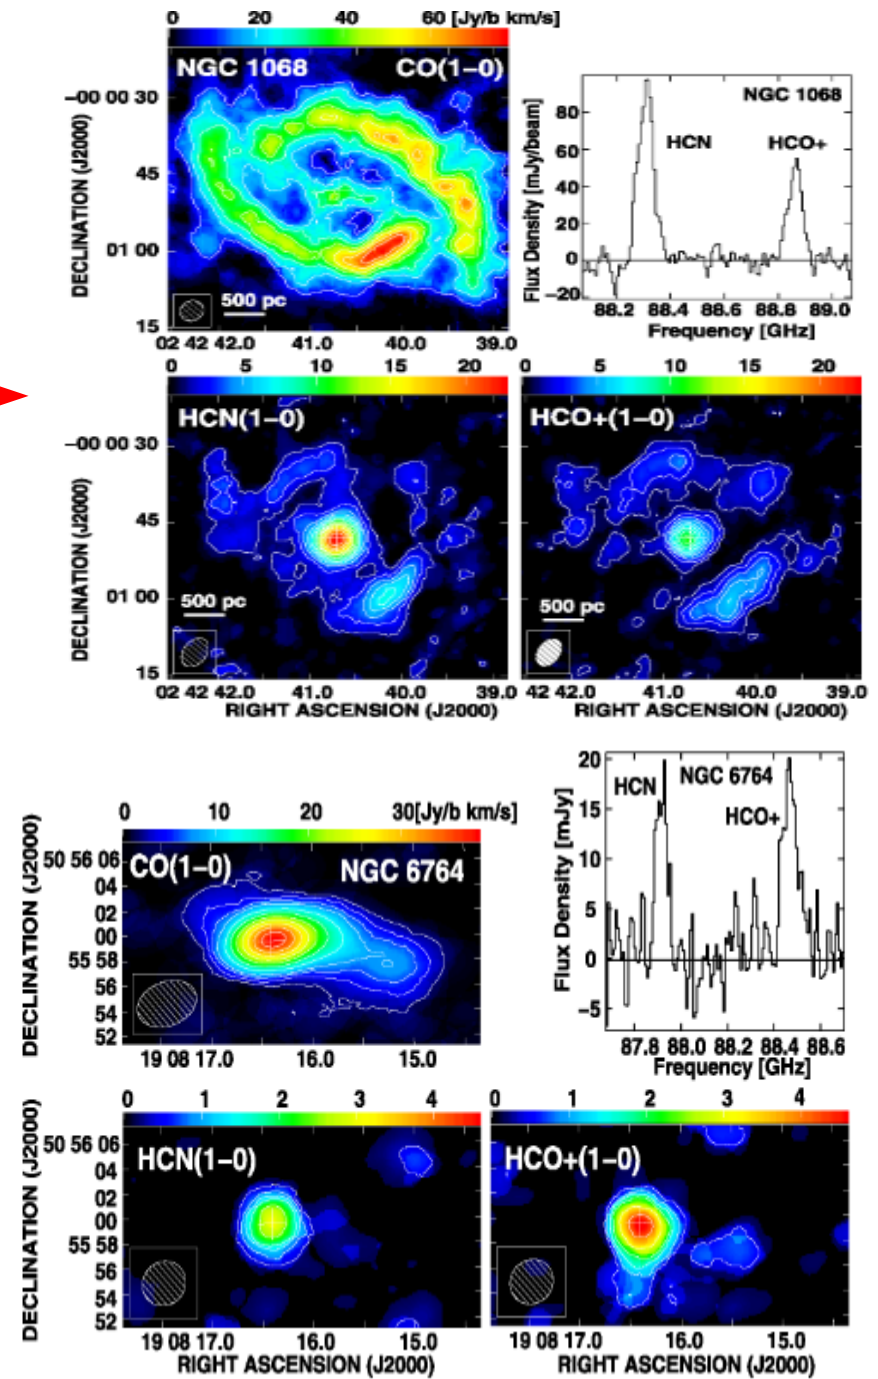 0 20 40 60 [Jy/b km/s]
NGC 1068 CO(1−0)
DECLINATION (J2000)
−00 00 30
45
01 00
15
500 pc
02 42 42.0 41.0 40.0 39.0
NGC 1068
HCN HCO+
Flux Density [mJy/beam]
80
60
40
20
0
−20
88.2 88.4 88.6 88.8 89.0
Frequency [GHz]
0 5 10 15 20
HCN(1−0)
DECLINATION (J2000)
−00 00 30
45
01 00
15
500 pc
02 42 42.0 41.0 40.0 39.0
RIGHT ASCENSION (J2000)
0 5 10 15 20
HCO+(1−0)
500 pc
42 42.0 41.0 40.0 39.0
RIGHT ASCENSION (J2000)
0 10 20 30[Jy/b km/s]
CO(1−0) NGC 6764
DECLINATION (J2000)
50 56 06
04
02
00
55 58
56
54
52
19 08 17.0 16.0 15.0
HCN NGC 6764
HCO+
Flux Density [mJy]
20
15
10
5
0
−5
87.8 88.0 88.2 88.4 88.6
Frequency [GHz]
0 1 2 3 4
HCN(1−0)
DECLINATION (J2000)
50 56 06
04
02
00
55 58
56
54
52
19 08 17.0 16.0 15.0
RIGHT ASCENSION (J2000)
0 1 2 3 4
HCO+(1−0)
19 08 17.0 16.0 15.0
RIGHT ASCENSION (J2000)